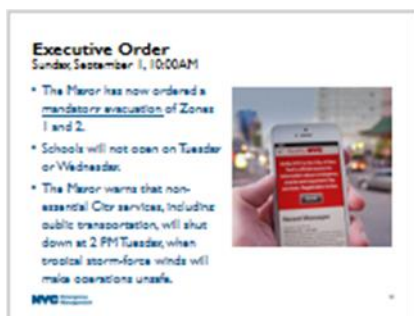 Executive Order
Sunday, September 1, 10:00AM
• The Mayor has now ordered a
mandatory evacuation of Zones
1 and 2.
• Schools will not open on Tuesday
or Wednesday.
• The Mayor warns that non-
essential City services, including
public transportation, will shut
down at 2 PM Tuesday, when
tropical storm-force winds will
make operations unsafe.
NYC Emergency
Management